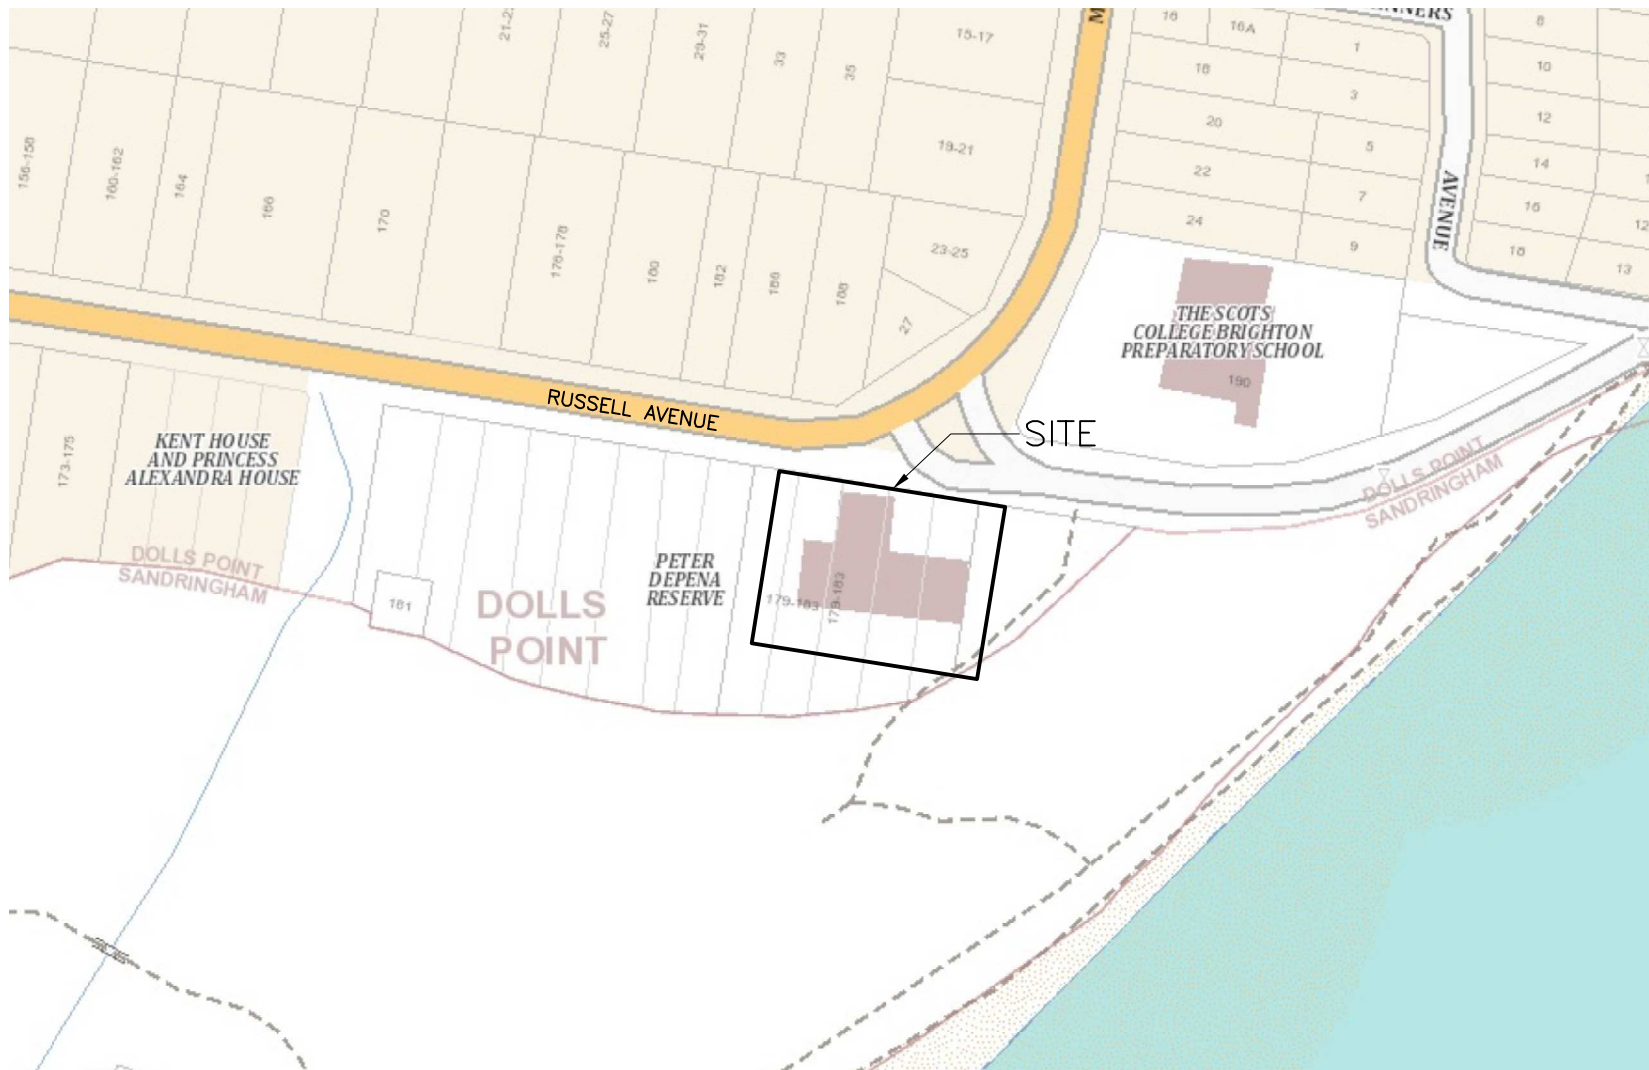 25-27
29-31
33
35
15-17
16
16A
1
8
18
3
10
20
5
12
19-21
22
7
14
24
9
16
18
13
156-158
160-162
164
166
170
176-178
180
182
186
188
23-25
27
AVENUE
THE SCOTS
COLLEGE BRIGHTON
PREPARATORY SCHOOL
190
RUSSELL AVENUE
SITE
KENT HOUSE
AND PRINCESS
ALEXANDRA HOUSE
173-175
DOLLS POINT
SANDRINGHAM
DOLLS POINT
SANDRINGHAM
PETER
DEPENA
RESERVE
179-183
179-183
181
DOLLS
POINT